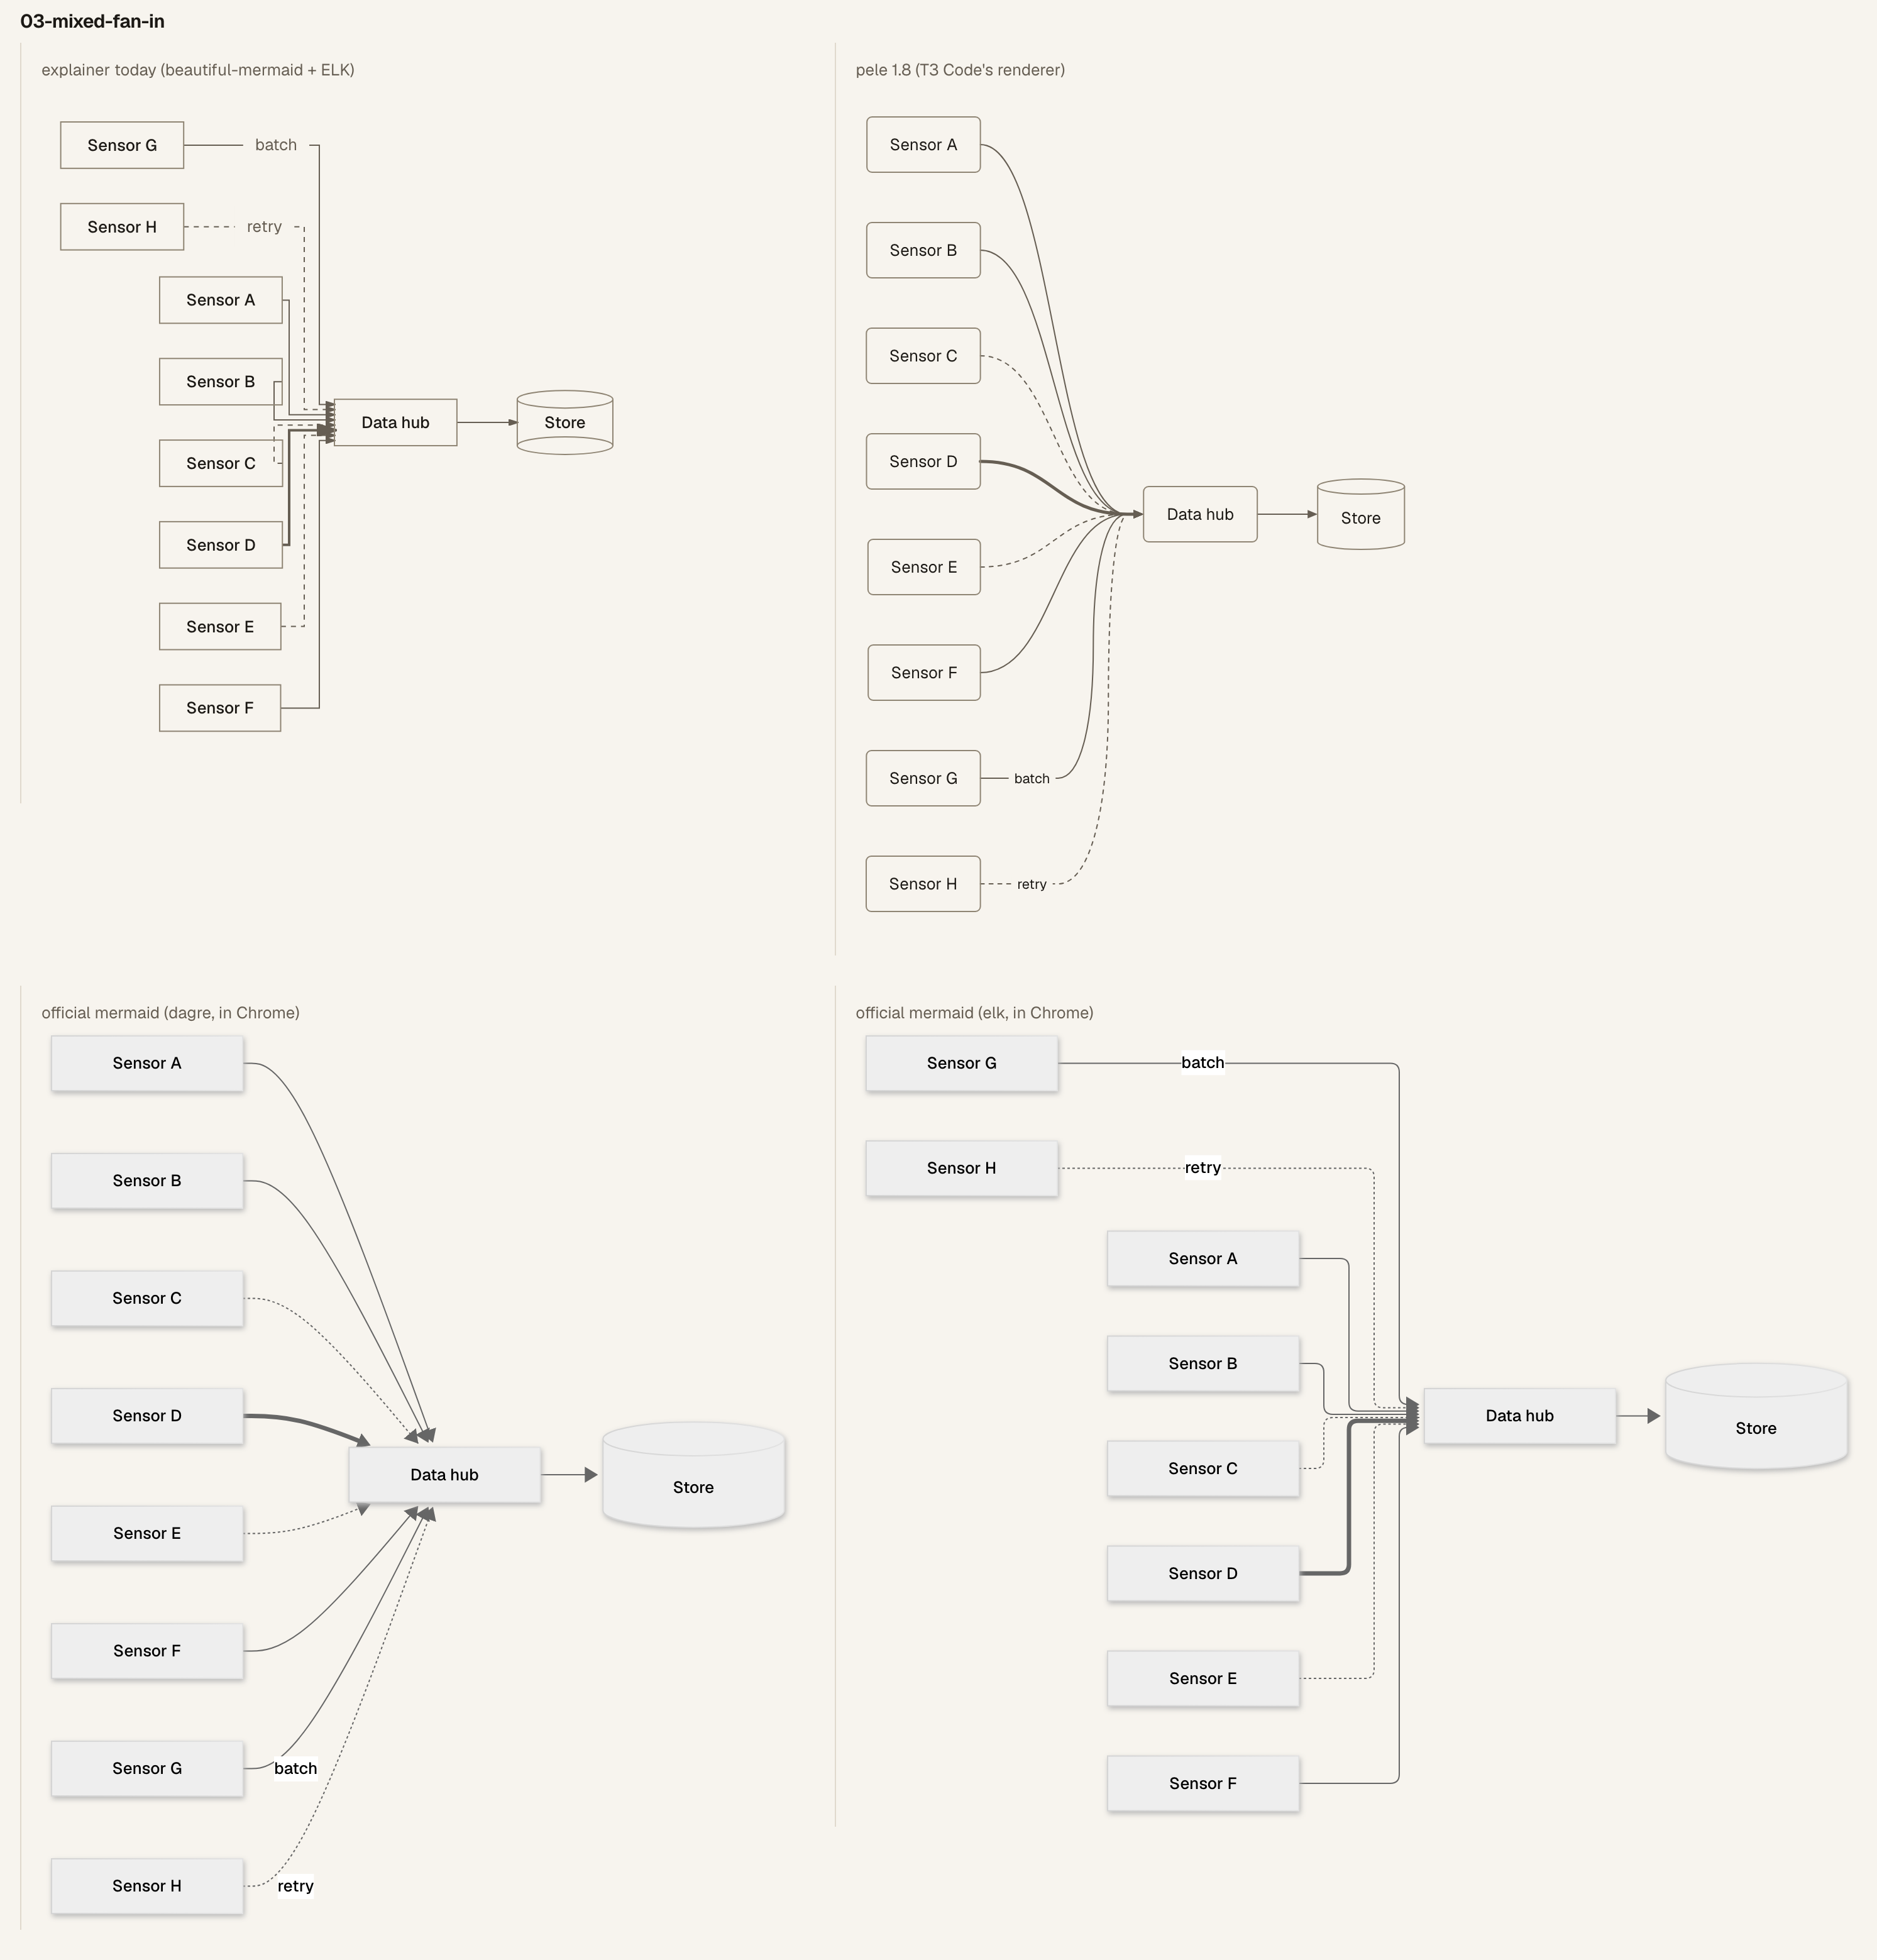 03-mixed-fan-in
explainer today (beautiful-mermaid + ELK)
Sensor G
batch
Sensor H
retry
Sensor A
Sensor B
Data hub
Store
Sensor C
Sensor D
Sensor E
Sensor F
pele 1.8 (T3 Code's renderer)
Sensor A
Sensor B
Sensor C
Sensor D
Data hub
Store
Sensor E
Sensor F
Sensor G
batch
Sensor H
retry
official mermaid (dagre, in Chrome)
Sensor A
Sensor B
Sensor C
Sensor D
Data hub
Store
Sensor E
Sensor F
Sensor G
batch
Sensor H
retry
official mermaid (elk, in Chrome)
Sensor G
batch
Sensor H
retry
Sensor A
Sensor B
Data hub
Store
Sensor C
Sensor D
Sensor E
Sensor F